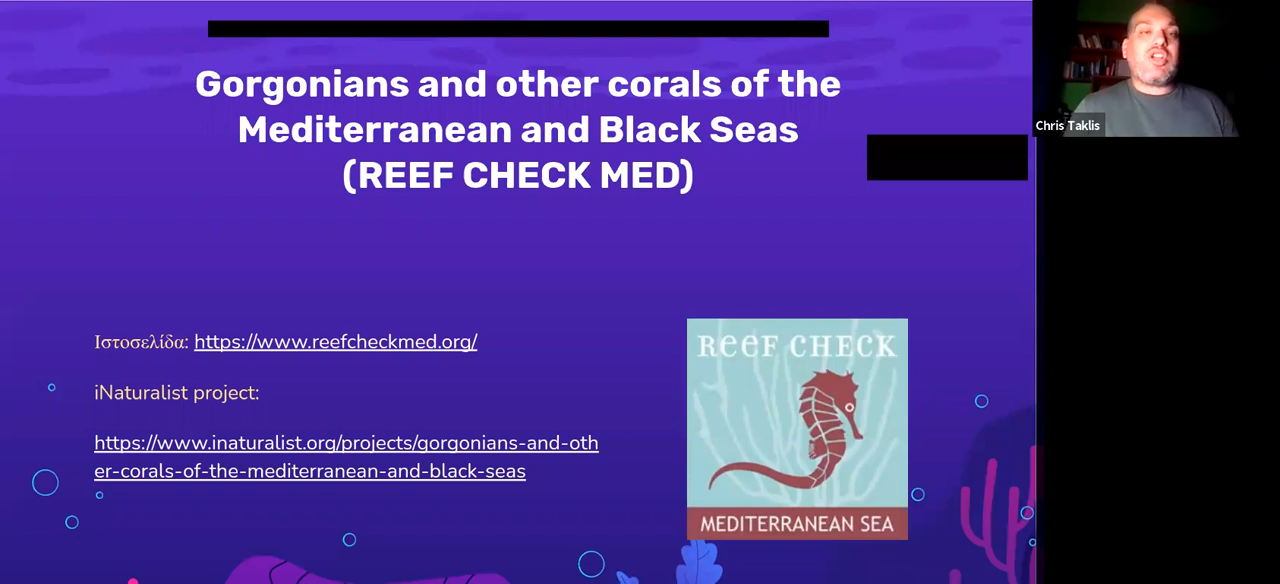 Gorgonians and other corals of the
Mediterranean and Black Seas
(REEF CHECK MED)
Chris Taklis
Ιστοσελίδα: https://www.reefcheckmed.org/
iNaturalist project:
https://www.inaturalist.org/projects/gorgonians-and-oth
er-corals-of-the-mediterranean-and-black-seas
REEF CHECK
MEDITERRANEAN SEA